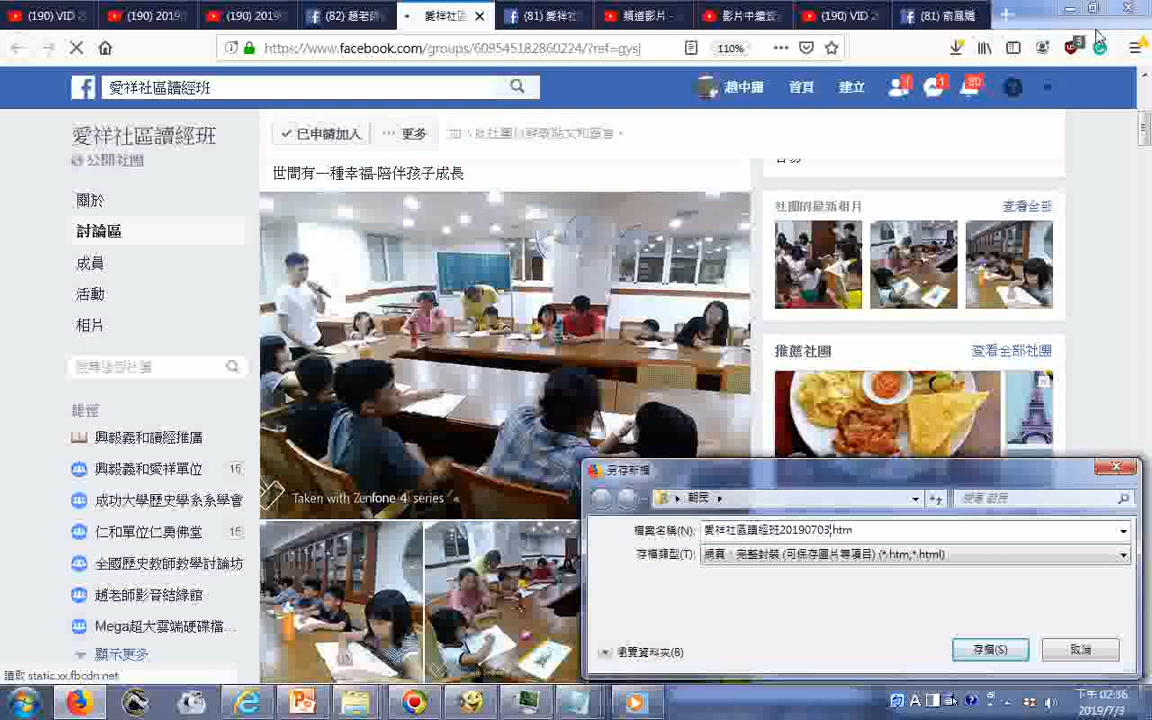 (190) VID
(190) 2019
(190) 2019
(82) 趙老師
愛祥社區
(81) 愛祥社
頻道影片
(190) VID 2
(81) 俞鳳嬌
https://www.facebook.com/groups/609545182860224/?ref=gysj
110%
愛祥社區讀經班
趙中庸
首頁
建立
1
1
80
愛祥社區讀經班
公開社團
已申請加入
更多
世間有一種幸福-陪伴孩子成長
社團的最新相片
查看全部
關於
討論區
成員
活動
相片
推薦社團
查看全部社團
捷徑
興毅義和讀經推廣
興毅義和愛祥單位
成功大學歷史學系系學會
仁和單位仁勇佛堂
全國歷史教師教學討論坊
趙老師影音結緣館
Mega超大雲端硬碟檔...
顯示更多
讀取 static.xx.fbcdn.net
Taken with Zenfone 4 series
另存新檔
檔案名稱(N):
愛祥社區讀經班20190703.htm
存檔類型(T):
網頁，完整封裝 (可保存圖片等項目) (*.htm;*.html)
瀏覽資料夾(B)
存檔(S)
取消
下午 02:36
2019/7/3